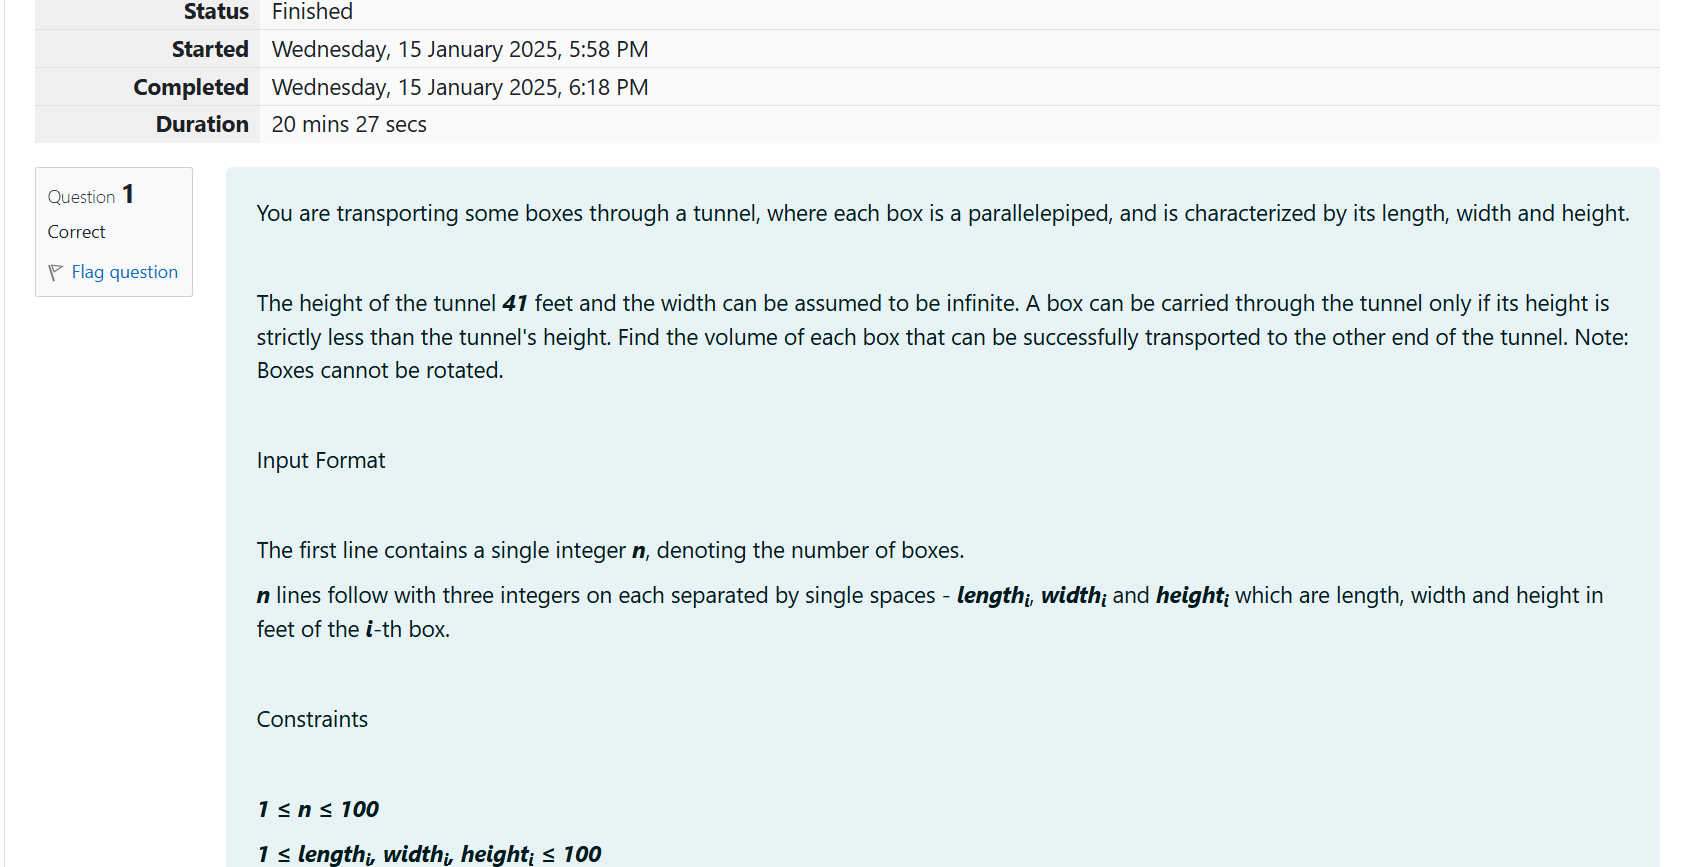 Status Finished
Started Wednesday, 15 January 2025, 5:58 PM
Completed Wednesday, 15 January 2025, 6:18 PM
Duration 20 mins 27 secs
Question 1
Correct
Flag question
You are transporting some boxes through a tunnel, where each box is a parallelepiped, and is characterized by its length, width and height.
The height of the tunnel 41 feet and the width can be assumed to be infinite. A box can be carried through the tunnel only if its height is
strictly less than the tunnel's height. Find the volume of each box that can be successfully transported to the other end of the tunnel. Note:
Boxes cannot be rotated.
Input Format
The first line contains a single integer n, denoting the number of boxes.
n lines follow with three integers on each separated by single spaces - lengthᵢ, widthᵢ and heightᵢ which are length, width and height in
feet of the i-th box.
Constraints
1 ≤ n ≤ 100
1 ≤ lengthᵢ, widthᵢ, heightᵢ ≤ 100